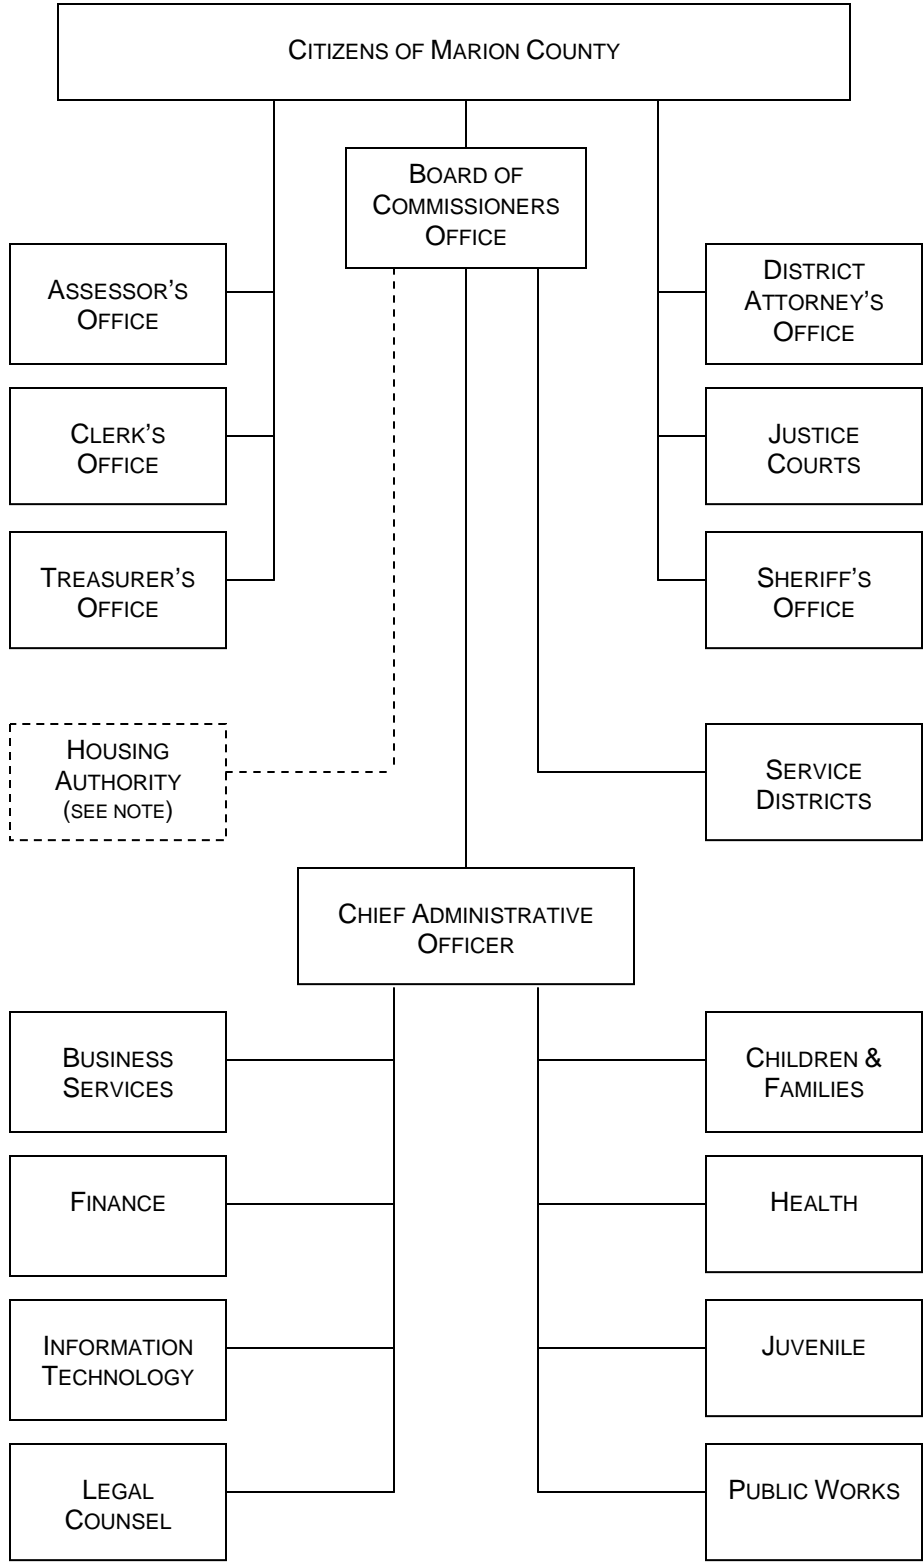 CITIZENS OF MARION COUNTY
BOARD OF
COMMISSIONERS
OFFICE
ASSESSOR'S
OFFICE
DISTRICT
ATTORNEY'S
OFFICE
CLERK'S
OFFICE
JUSTICE
COURTS
TREASURER'S
OFFICE
SHERIFF'S
OFFICE
HOUSING
AUTHORITY
(SEE NOTE)
SERVICE
DISTRICTS
CHIEF ADMINISTRATIVE
OFFICER
BUSINESS
SERVICES
CHILDREN &
FAMILIES
FINANCE
HEALTH
INFORMATION
TECHNOLOGY
JUVENILE
LEGAL
COUNSEL
PUBLIC WORKS